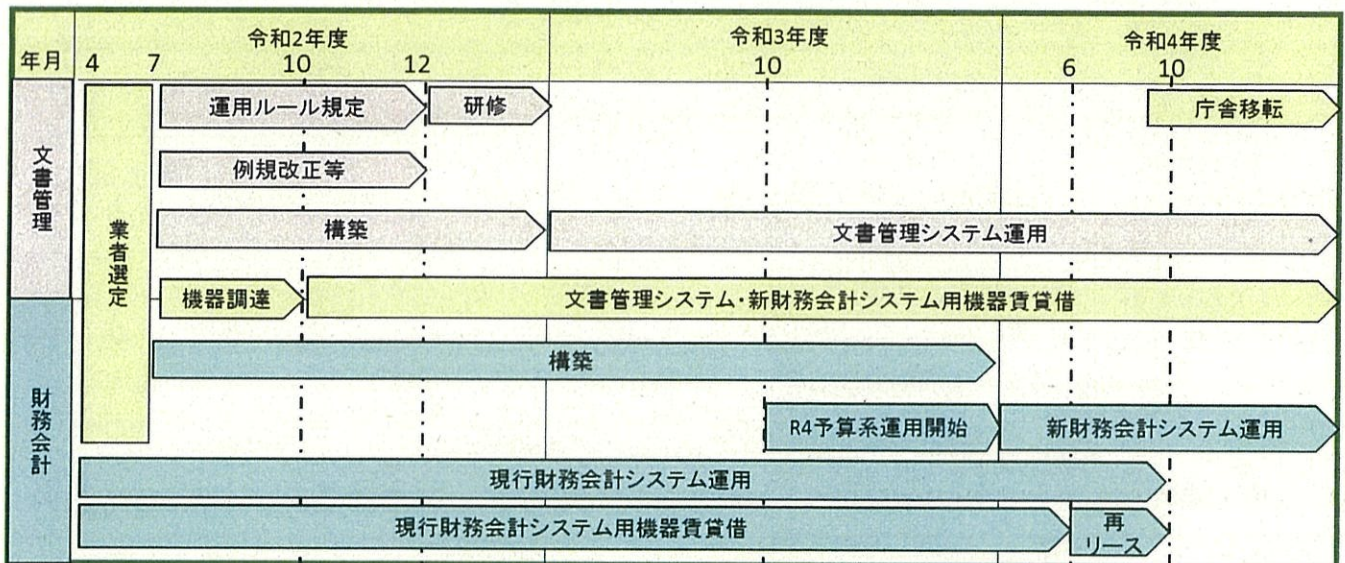 令和2年度
令和3年度
令和4年度
年月 4 7 10 12 10 6 10
文書管理
業者選定
運用ルール規定
研修
庁舎移転
例規改正等
構築
文書管理システム運用
機器調達
文書管理システム・新財務会計システム用機器賃貸借
財務会計
構築
R4予算系運用開始
新財務会計システム運用
現行財務会計システム運用
現行財務会計システム用機器賃貸借
再
リース